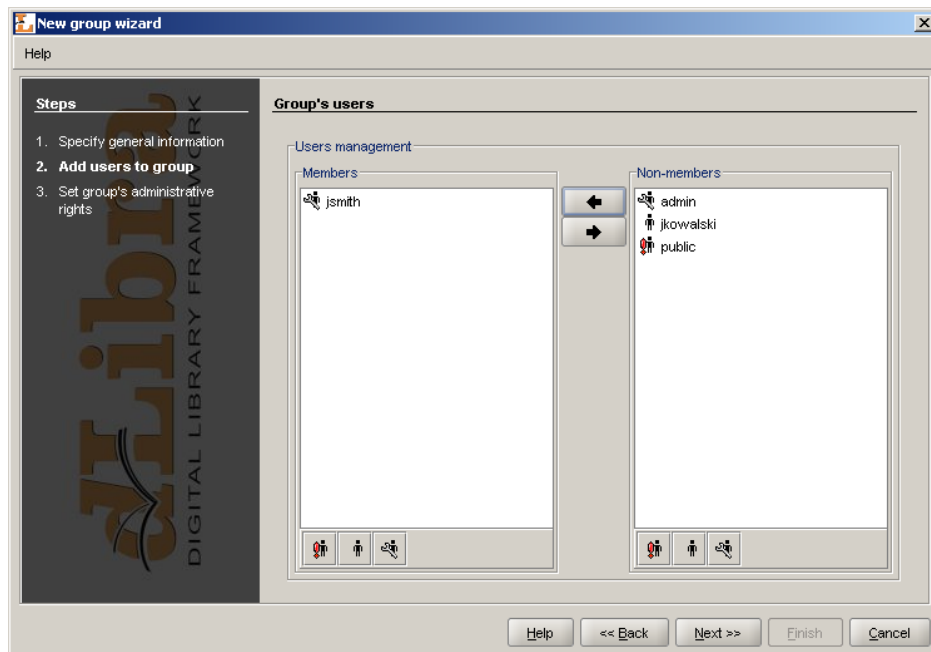 New group wizard
Help
Steps
1. Specify general information
2. Add users to group
3. Set group's administrative
rights
dLibra
DIGITAL LIBRARY FRAMEWORK
Group's users
Users management
Members
jsmith
Non-members
admin
jkowalski
public
Help
<< Back
Next >>
Finish
Cancel